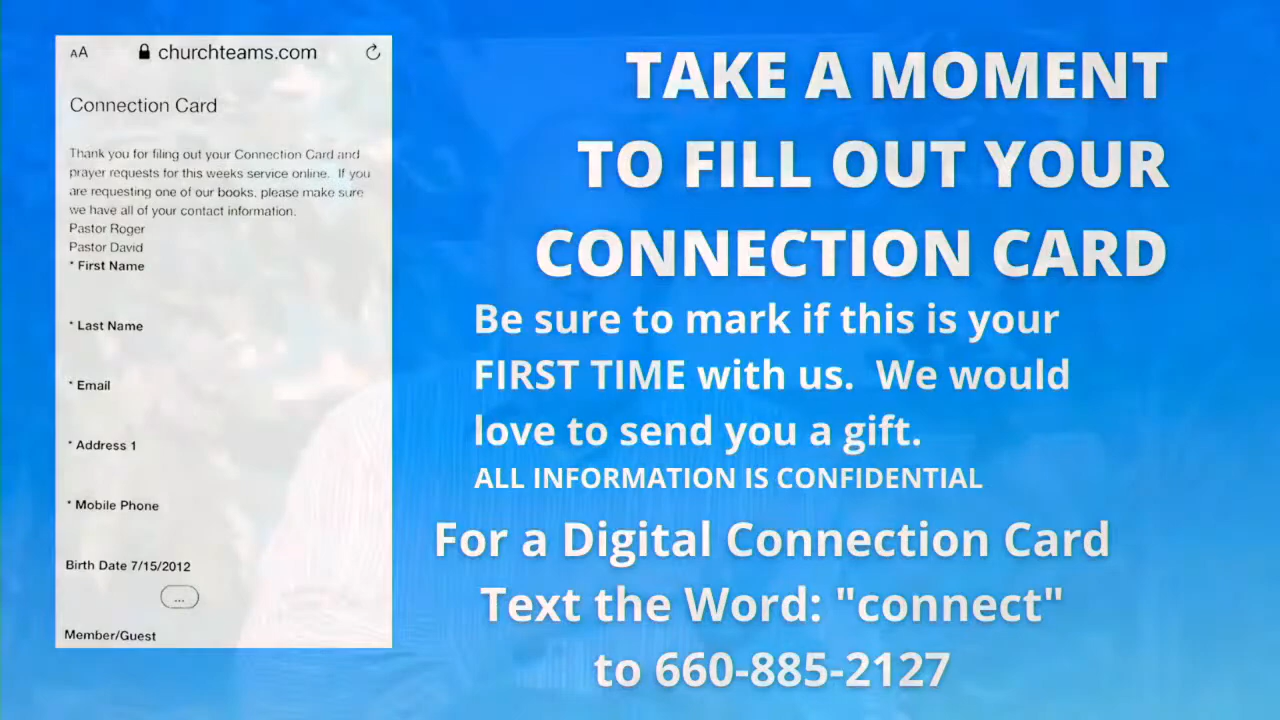 AA churchteams.com
Connection Card
Thank you for filing out your Connection Card and
prayer requests for this weeks service online. If you
are requesting one of our books, please make sure
we have all of your contact information.
Pastor Roger
Pastor David
* First Name
* Last Name
* Email
* Address 1
* Mobile Phone
Birth Date 7/15/2012
...
Member/Guest
TAKE A MOMENT
TO FILL OUT YOUR
CONNECTION CARD
Be sure to mark if this is your
FIRST TIME with us. We would
love to send you a gift.
ALL INFORMATION IS CONFIDENTIAL
For a Digital Connection Card
Text the Word: "connect"
to 660-885-2127